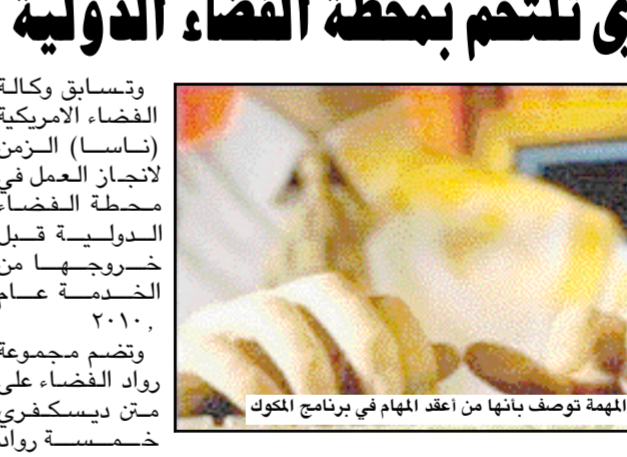 تلتحم بمحطة الفضاء الدولية
وتسابق وكالة
الفضاء الامريكية
(ناسا) الزمن
لانجاز العمل في
محطة الفضاء
الدولية قبل
خروجها من
الخدمة عام
٢٠١٠,
وتضم مجموعة
رواد الفضاء على
متن ديسكفري
خمسة رواد
المهمة توصف بأنها من أعقد المهام في برنامج المكوك